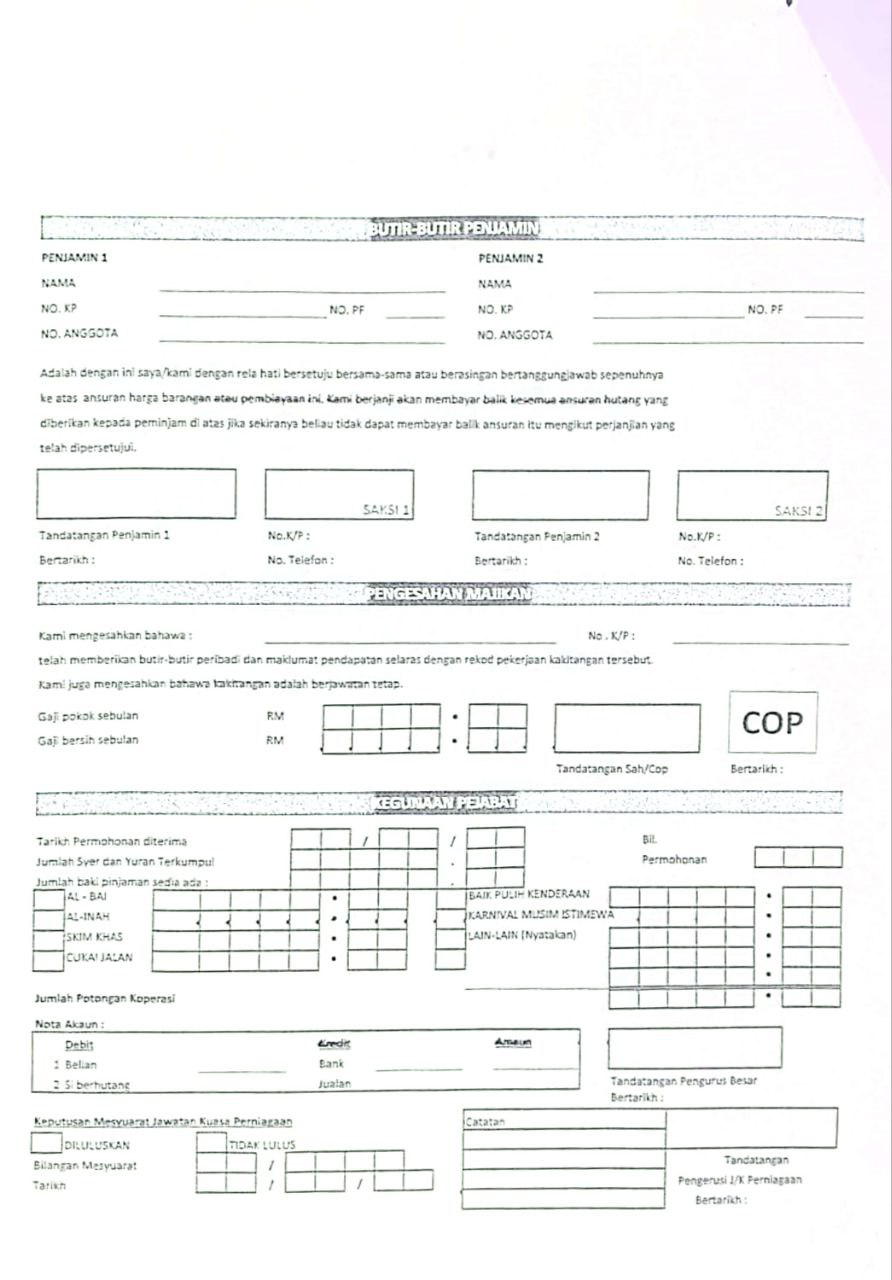 BUTIR-BUTIR PENJAMIN
PENJAMIN 1 PENJAMIN 2
NAMA NAMA
NO. KP NO. PF NO. KP NO. PF
NO. ANGGOTA NO. ANGGOTA
Adalah dengan ini saya/kami dengan rela hati bersetuju bersama-sama atau berasingan bertanggungjawab sepenuhnya
ke atas ansuran harga barangan atau pembiayaan ini. Kami berjanji akan membayar balik kesemua ansuran hutang yang
diberikan kepada peminjam di atas jika sekiranya beliau tidak dapat membayar balik ansuran itu mengikut perjanjian yang
telah dipersetujui.
SAKSI 1 SAKSI 2
Tandatangan Penjamin 1 No.K/P : Tandatangan Penjamin 2 No.K/P :
Bertarikh : No. Telefon : Bertarikh : No. Telefon :
PENGESAHAN MAJIKAN
Kami mengesahkan bahawa : No . K/P :
telah memberikan butir-butir peribadi dan maklumat pendapatan selaras dengan rekod pekerjaan kakitangan tersebut.
Kami juga mengesahkan bahawa kakitangan adalah berjawatan tetap.
Gaji pokok sebulan RM
Gaji bersih sebulan RM
COP
Tandatangan Sah/Cop Bertarikh :
KEGUNAAN PEJABAT
Tarikh Permohonan diterima / / Bil.
Jumlah Syer dan Yuran Terkumpul . Permohonan
Jumlah baki pinjaman sedia ada : .
AL - BAI BAIK PULIH KENDERAAN
AL-INAH KARNIVAL MUSIM ISTIMEWA
SKIM KHAS LAIN-LAIN (Nyatakan)
CUKAI JALAN
Jumlah Potongan Koperasi
Nota Akaun :
Debit Kredit Amaun
1 Belian Bank
2 Si berhutang Jualan
Tandatangan Pengurus Besar
Bertarikh :
Keputusan Mesyuarat Jawatan Kuasa Perniagaan
DILULUSKAN TIDAK LULUS
Bilangan Mesyuarat /
Tarikh / /
Catatan
Tandatangan
Pengerusi J/K Perniagaan
Bertarikh :